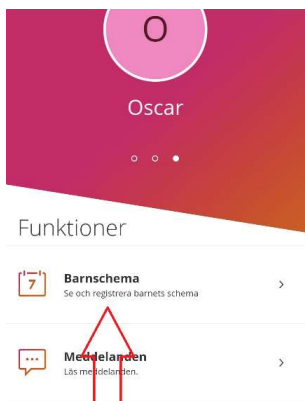 O
Oscar
Funktioner
7
Barnschema
Se och registrera barnets schema
Meddelanden
Läs meddelanden.